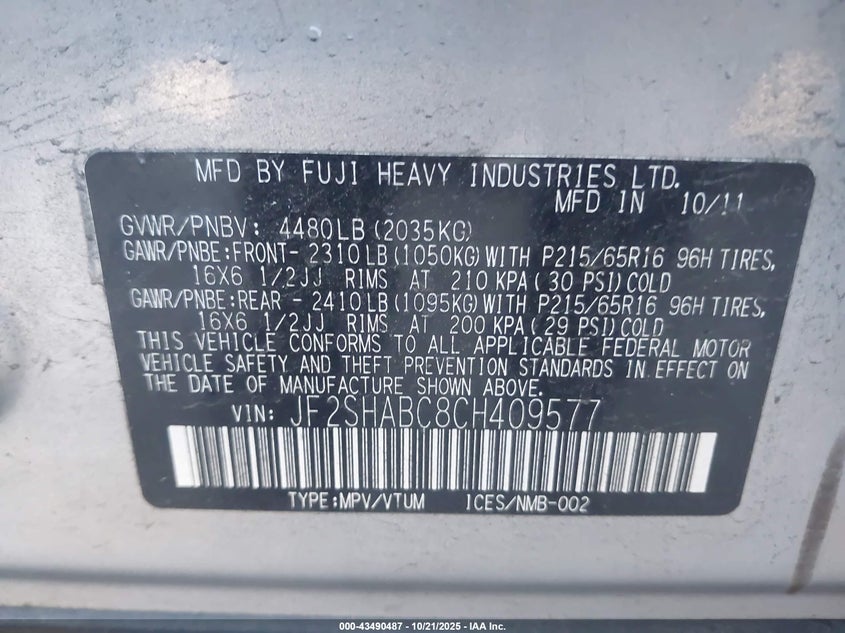 MFD BY FUJI HEAVY INDUSTRIES LTD.
MFD IN 10/11
GVWR/PNBV: 4480LB (2035KG)
GAWR/PNBE:FRONT- 2310LB (1050KG) WITH P215/65R16 96H TIRES,
16X6 1/2JJ RIMS AT 210 KPA ( 30 PSI) COLD
GAWR/PNBE:REAR - 2410LB (1095KG) WITH P215/65R16 96H TIRES,
16X6 1/2JJ RIMS AT 200 KPA ( 29 PSI) COLD
THIS VEHICLE CONFORMS TO ALL APPLICABLE FEDERAL MOTOR
VEHICLE SAFETY AND THEFT PREVENTION STANDARDS IN EFFECT ON
THE DATE OF MANUFACTURE SHOWN ABOVE.
VIN: JF2SHABC8CH409577
TYPE:MPV/VTUM ICES/NMB-002
000-43490487 - 10/21/2025 - IAA Inc.